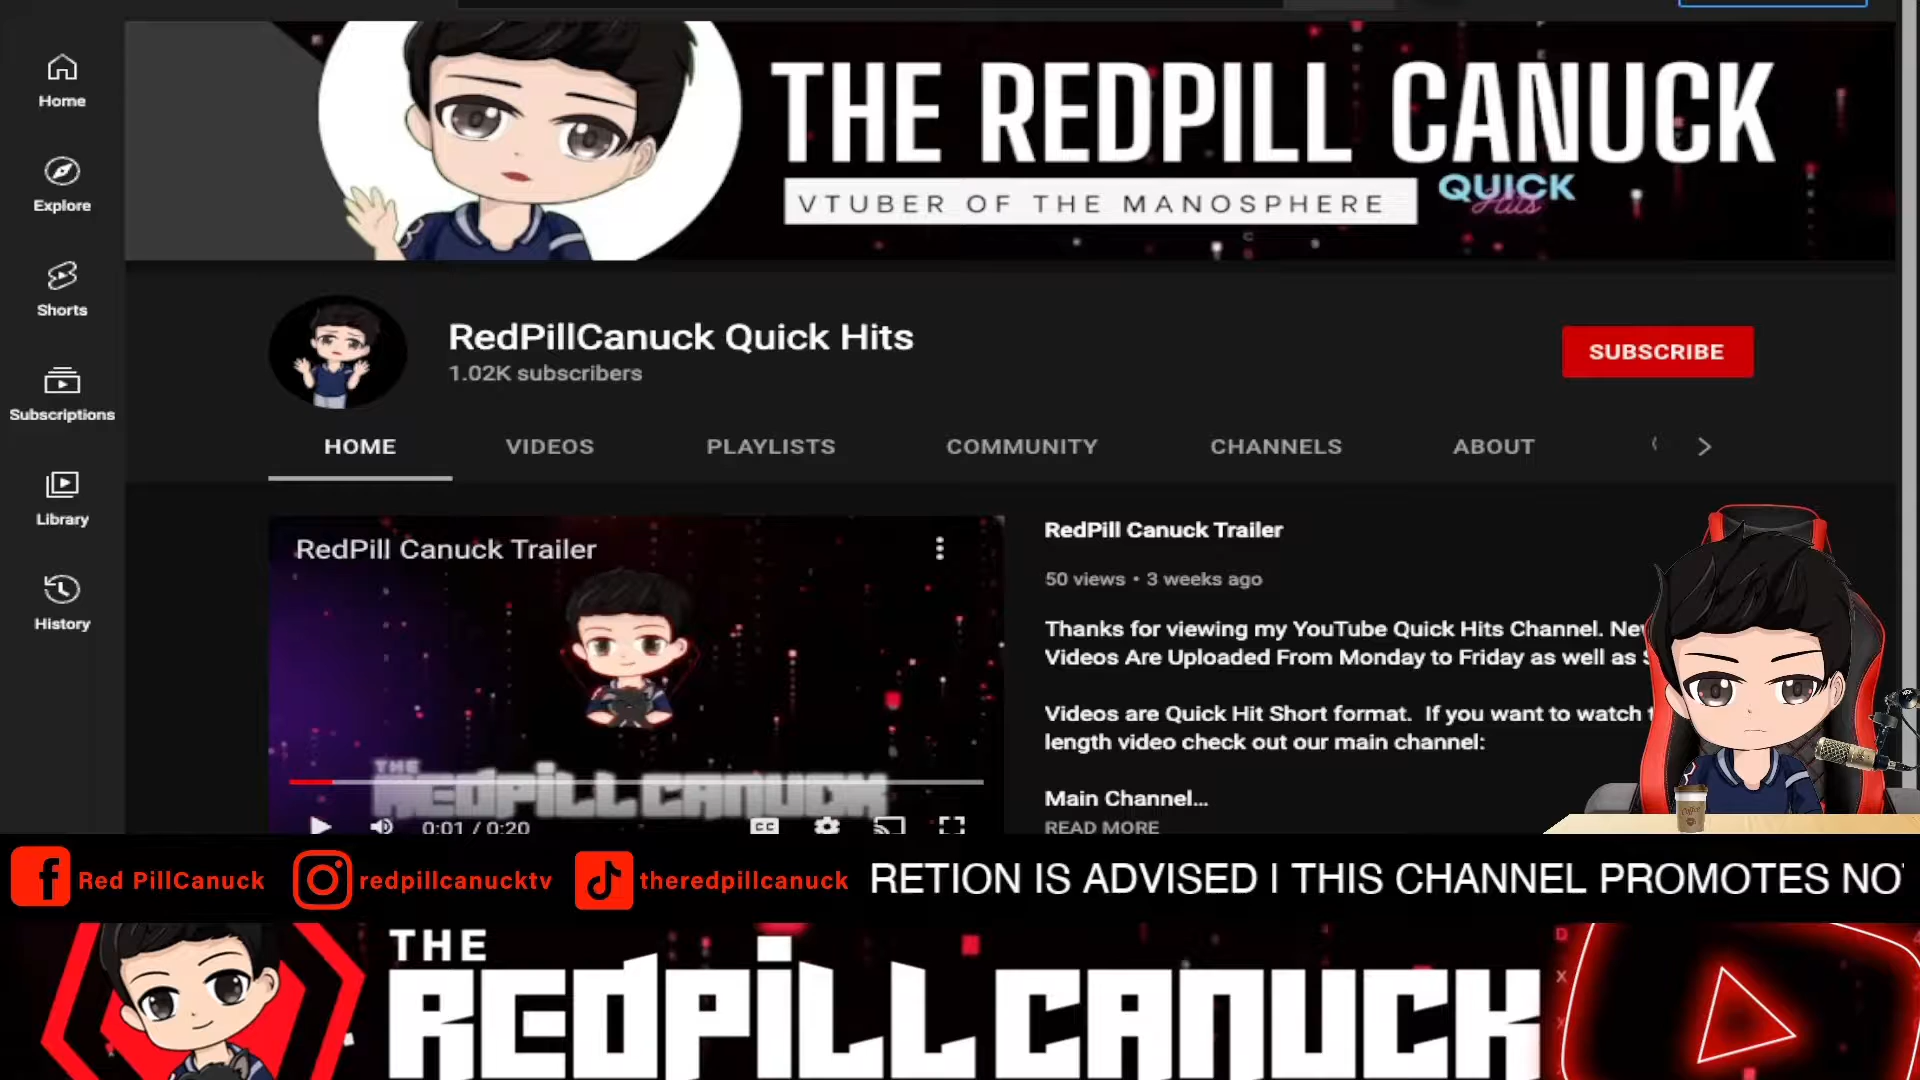 THE REDPILL CANUCK
VTUBER OF THE MANOSPHERE
QUICK
Hits
Home
Explore
Shorts
Subscriptions
Library
History
RedPillCanuck Quick Hits
1.02K subscribers
SUBSCRIBE
HOME VIDEOS PLAYLISTS COMMUNITY CHANNELS ABOUT
RedPill Canuck Trailer
THE
REDPILL CANUCK
0:01 / 0:20
CC
RedPill Canuck Trailer
50 views • 3 weeks ago
Thanks for viewing my YouTube Quick Hits Channel. New
Videos Are Uploaded From Monday to Friday as well as
Videos are Quick Hit Short format. If you want to watch
length video check out our main channel:
Main Channel...
READ MORE
Red PillCanuck redpillcanucktv theredpillcanuck RETION IS ADVISED I THIS CHANNEL PROMOTES NO
THE
REDPILL CANUCK